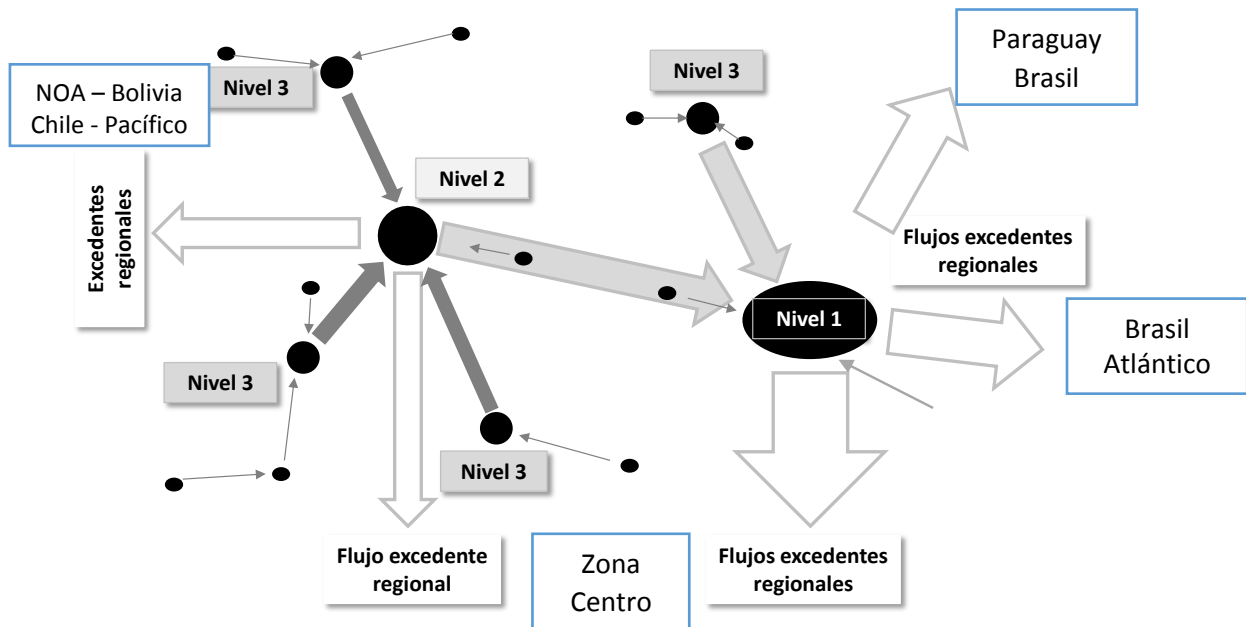 Paraguay
Brasil
Nivel 3
Nivel 3
NOA – Bolivia
Chile - Pacífico
Nivel 2
Excedentes
regionales
Flujos excedentes
regionales
Nivel 1
Brasil
Atlántico
Nivel 3
Nivel 3
Flujo excedente
regional
Zona
Centro
Flujos excedentes
regionales